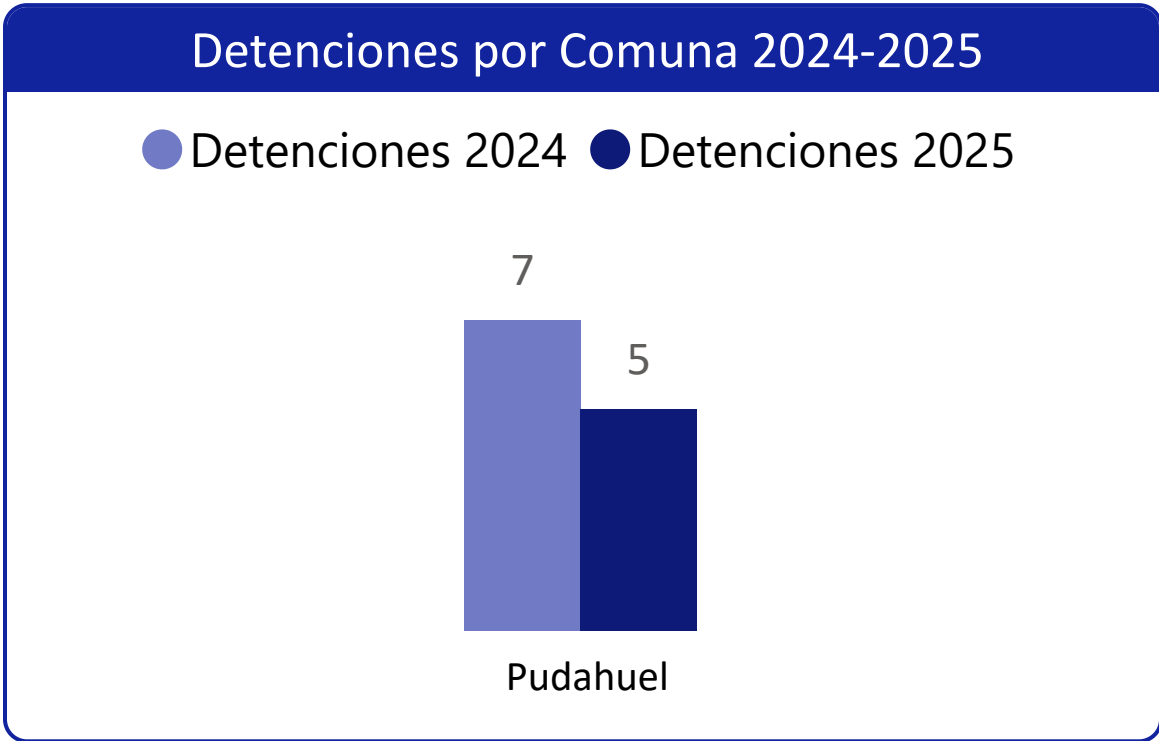 Detenciones por Comuna 2024-2025
Detenciones 2024 Detenciones 2025
7
5
Pudahuel